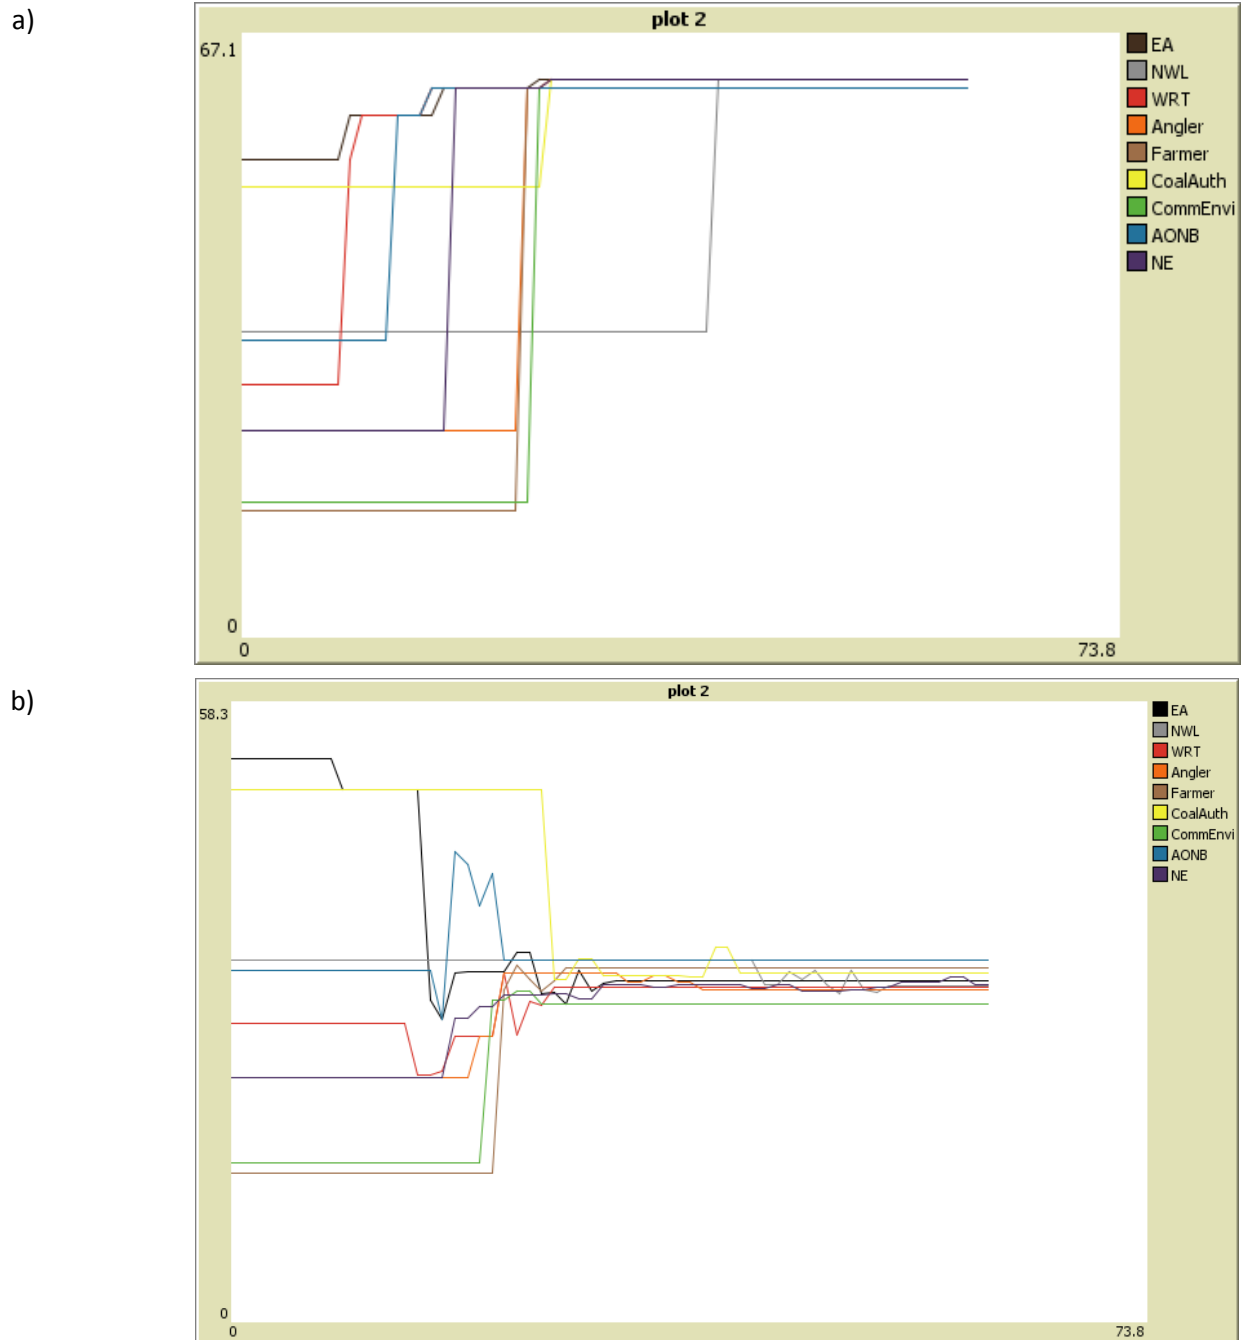 a)
plot 2
67.1
EA
NWL
WRT
Angler
Farmer
CoalAuth
CommEnvi
AONB
NE
0
0
73.8
b)
plot 2
58.3
EA
NWL
WRT
Angler
Farmer
CoalAuth
CommEnvi
AONB
NE
0
0
73.8